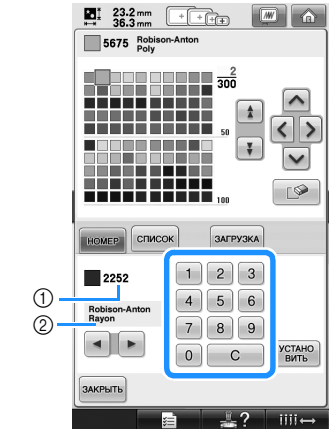 23.2 mm
36.3 mm
5675 Robison-Anton
Poly
2
300
50
100
НОМЕР СПИСОК ЗАГРУЗКА
① 2252
② Robison-Anton
Rayon
1 2 3
4 5 6
7 8 9
0 C
УСТАНО
ВИТЬ
ЗАКРЫТЬ
?